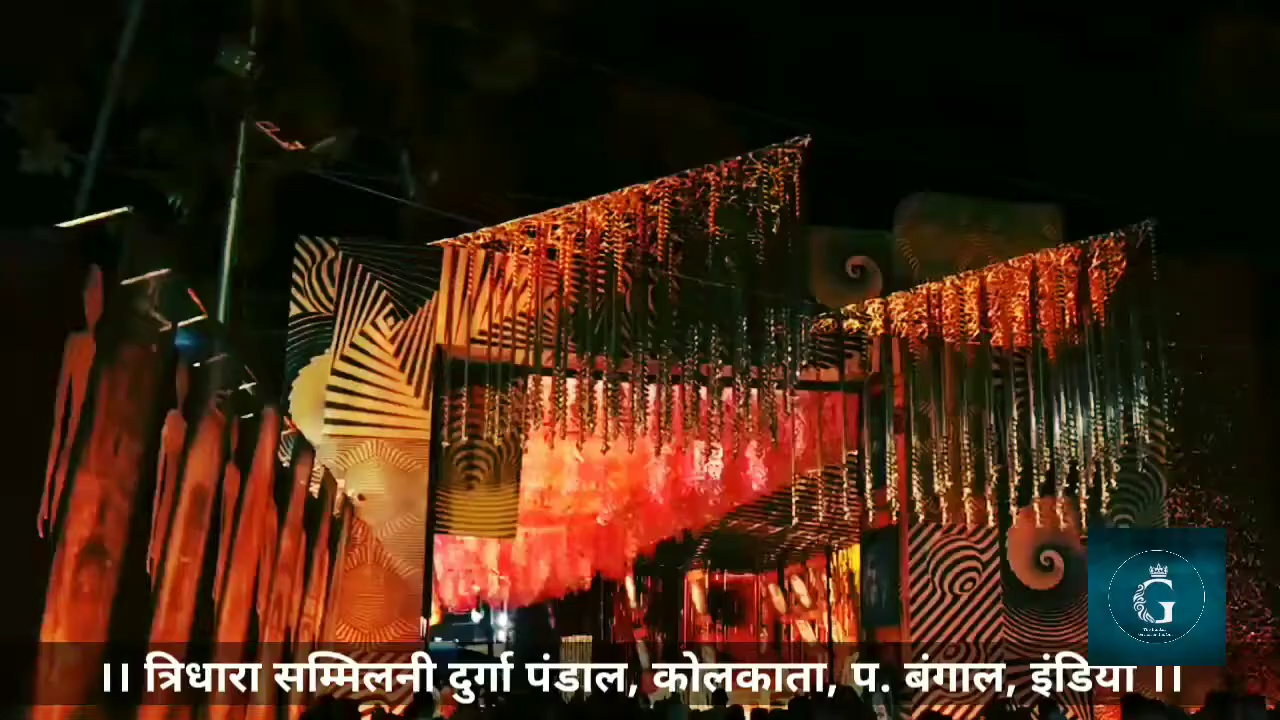 G
।। त्रिधारा सम्मिलनी दुर्गा पंडाल, कोलकाता, प. बंगाल, इंडिया ।।